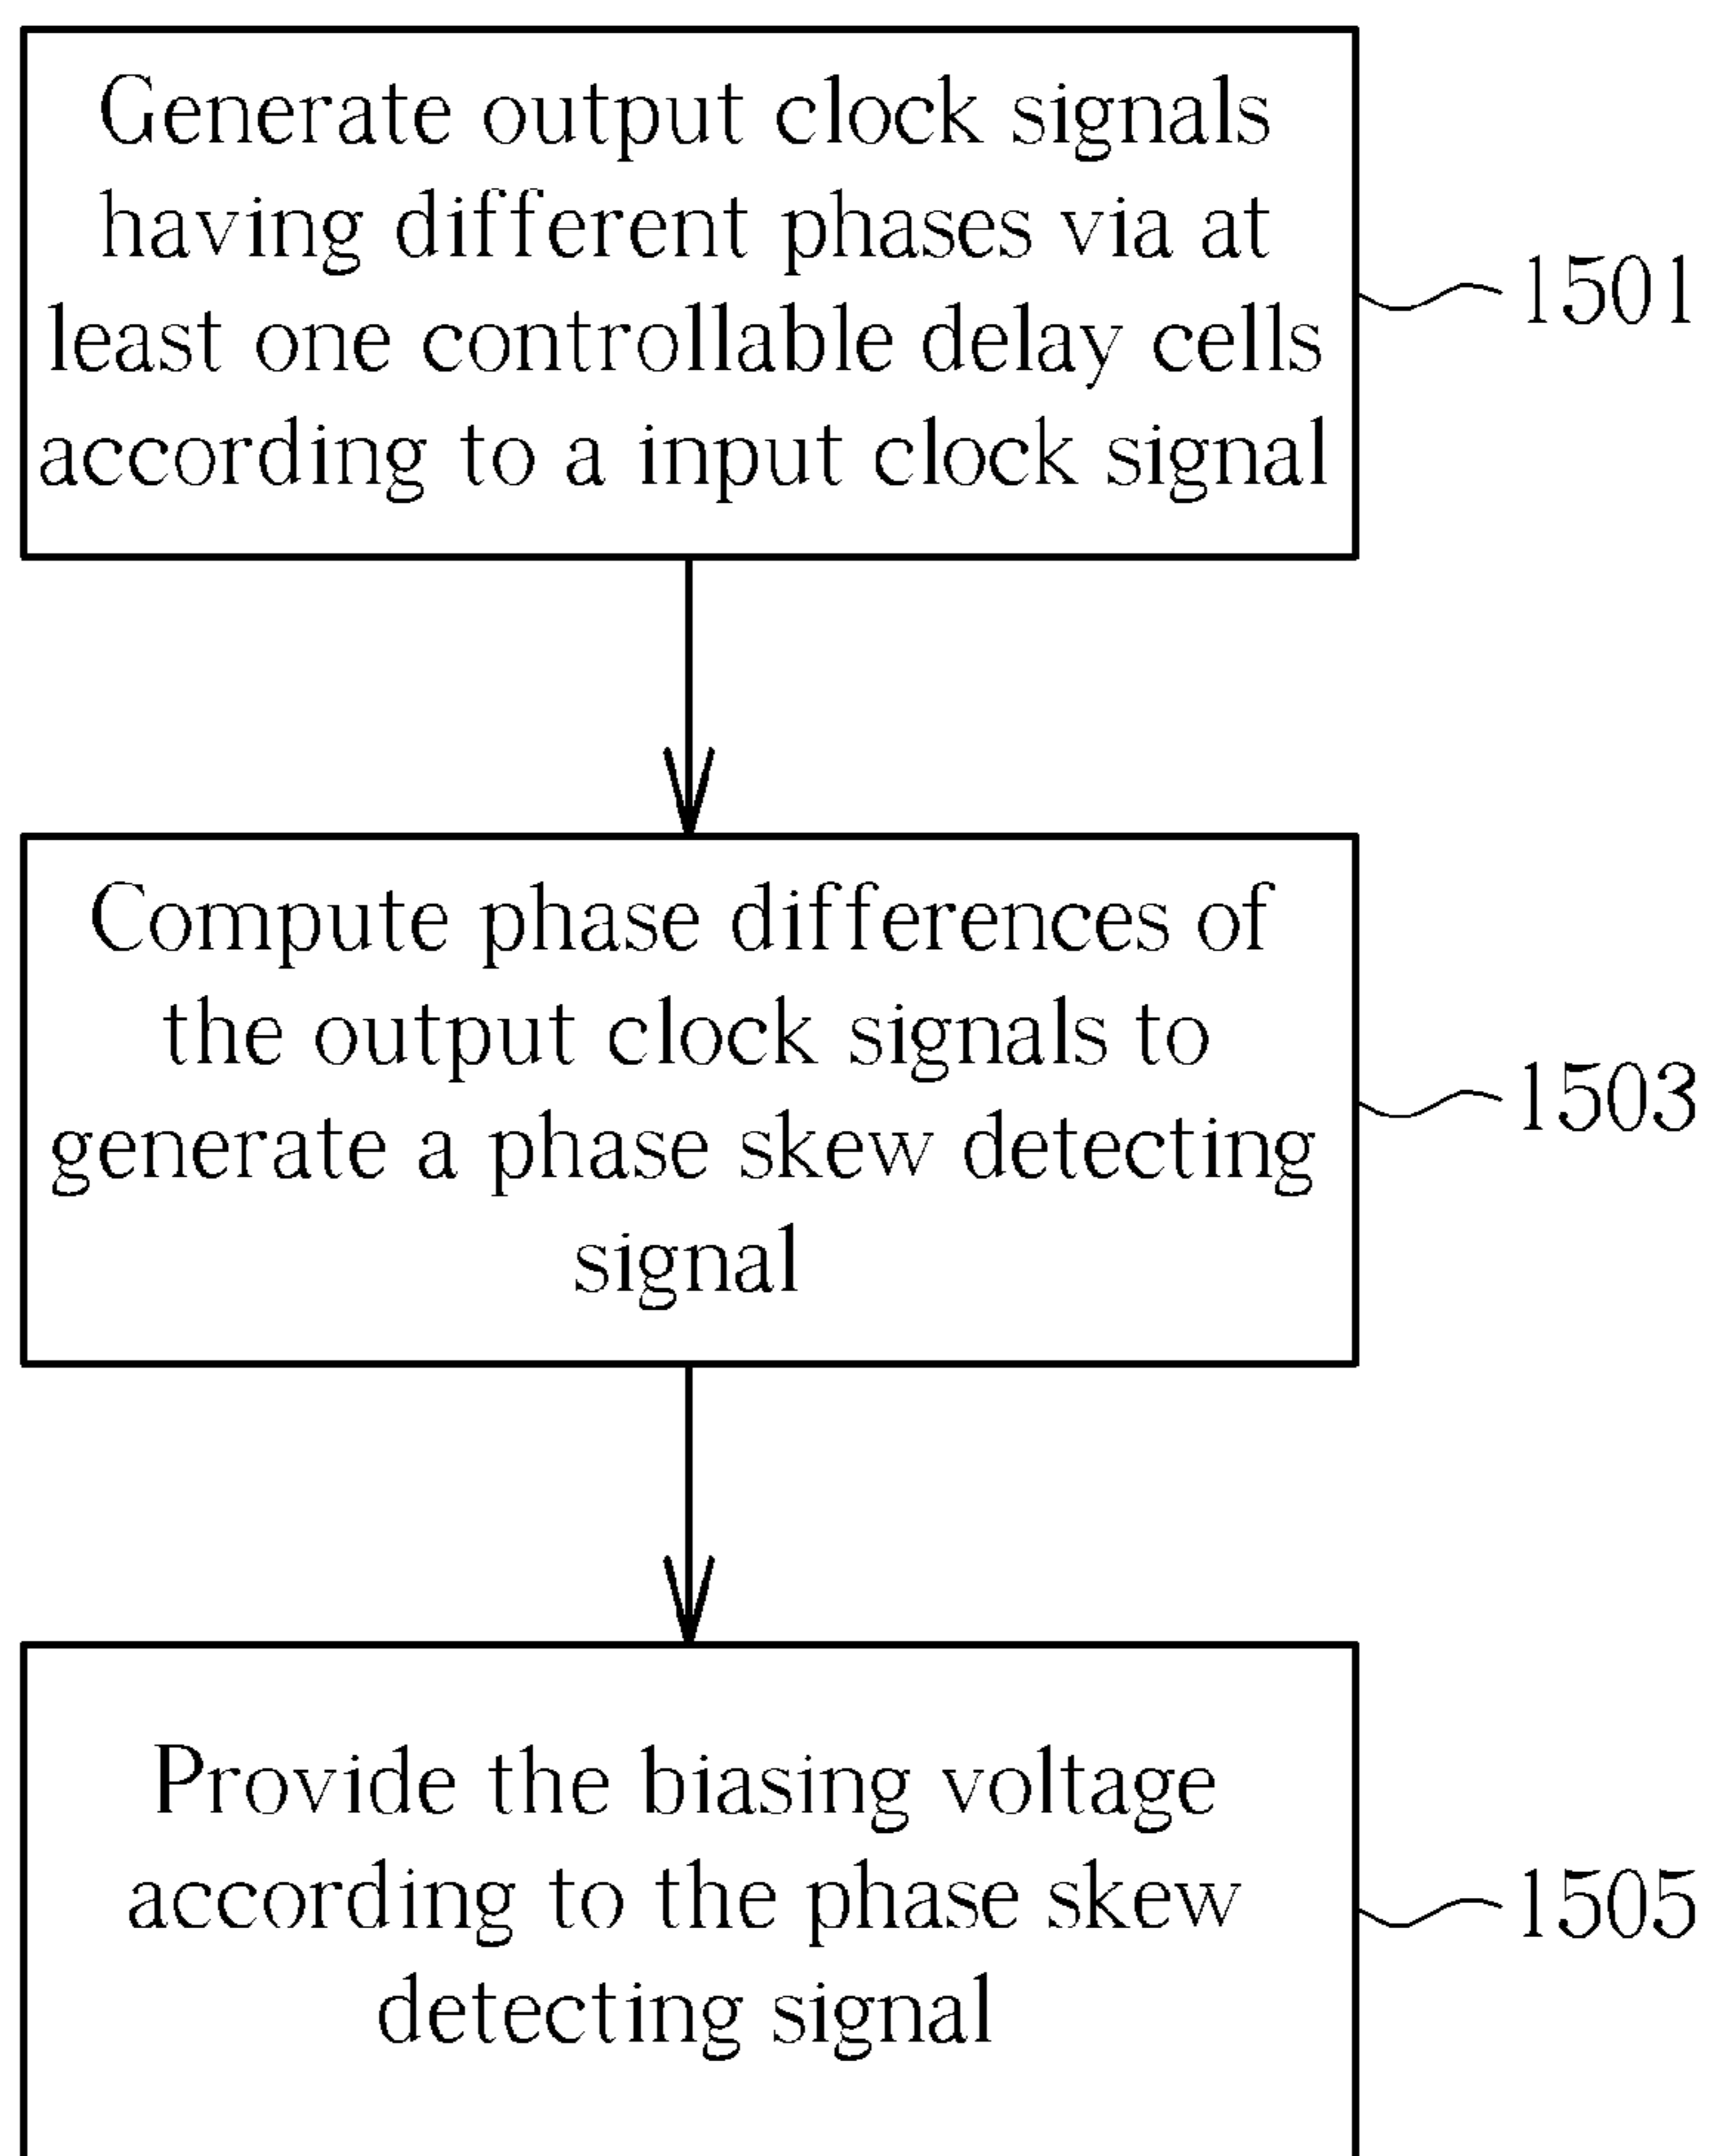 Generate output clock signals
having different phases via at
least one controllable delay cells
according to a input clock signal
1501
Compute phase differences of
the output clock signals to
generate a phase skew detecting
signal
1503
Provide the biasing voltage
according to the phase skew
detecting signal
1505